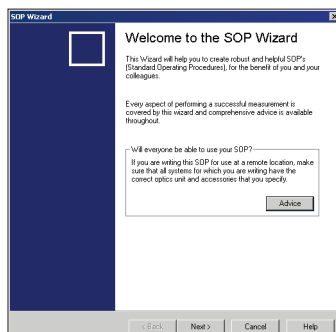 SOP Wizard
Welcome to the SOP Wizard
This Wizard will help you to create robust and helpful SOP's
(Standard Operating Procedures), for the benefit of you and your
colleagues.
Every aspect of performing a successful measurement is
covered by this wizard and comprehensive advice is available
throughout.
Will everyone be able to use your SOP?
If you are writing this SOP for use at a remote location, make
sure that all systems for which you are writing have the
correct optics unit and accessories that you specify.
Advice
< Back Next > Cancel Help